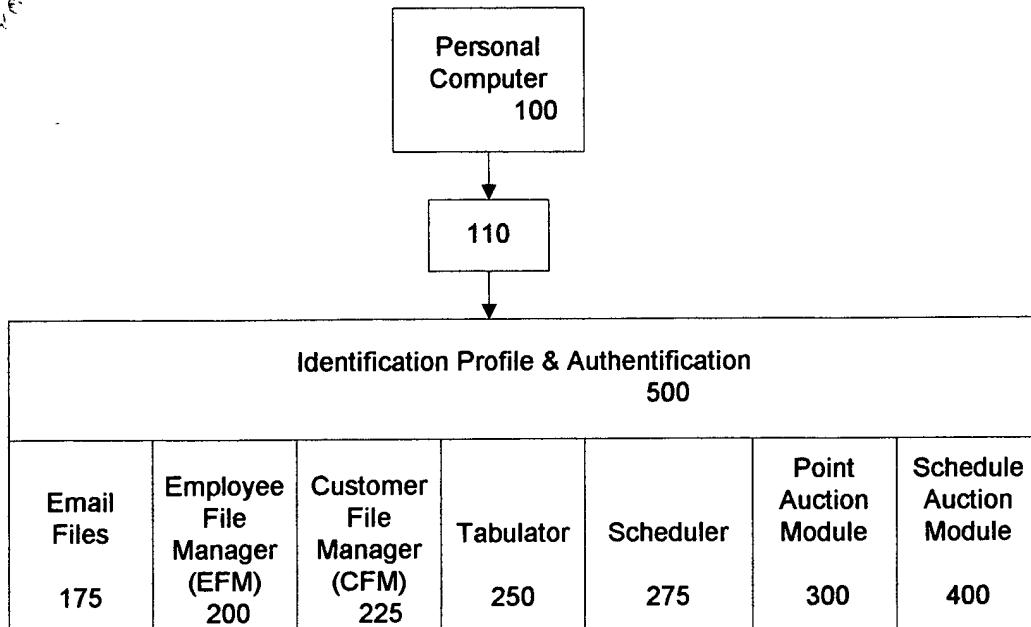 Personal
Computer
100
110
Identification Profile & Authentification
500
Email
Files
175
Employee
File
Manager
(EFM)
200
Customer
File
Manager
(CFM)
225
Tabulator
250
Scheduler
275
Point
Auction
Module
300
Schedule
Auction
Module
400